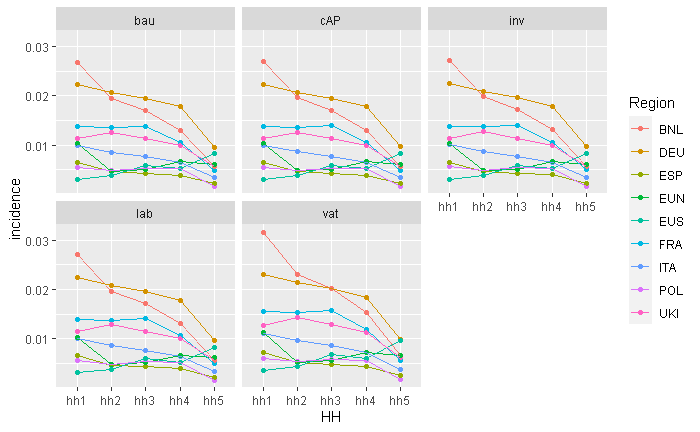 bau cAP inv
0.03
0.02
0.01
hh1 hh2 hh3 hh4 hh5
lab vat
0.03
0.02
0.01
hh1 hh2 hh3 hh4 hh5 hh1 hh2 hh3 hh4 hh5
HH
incidence
Region
BNL
DEU
ESP
EUN
EUS
FRA
ITA
POL
UKI